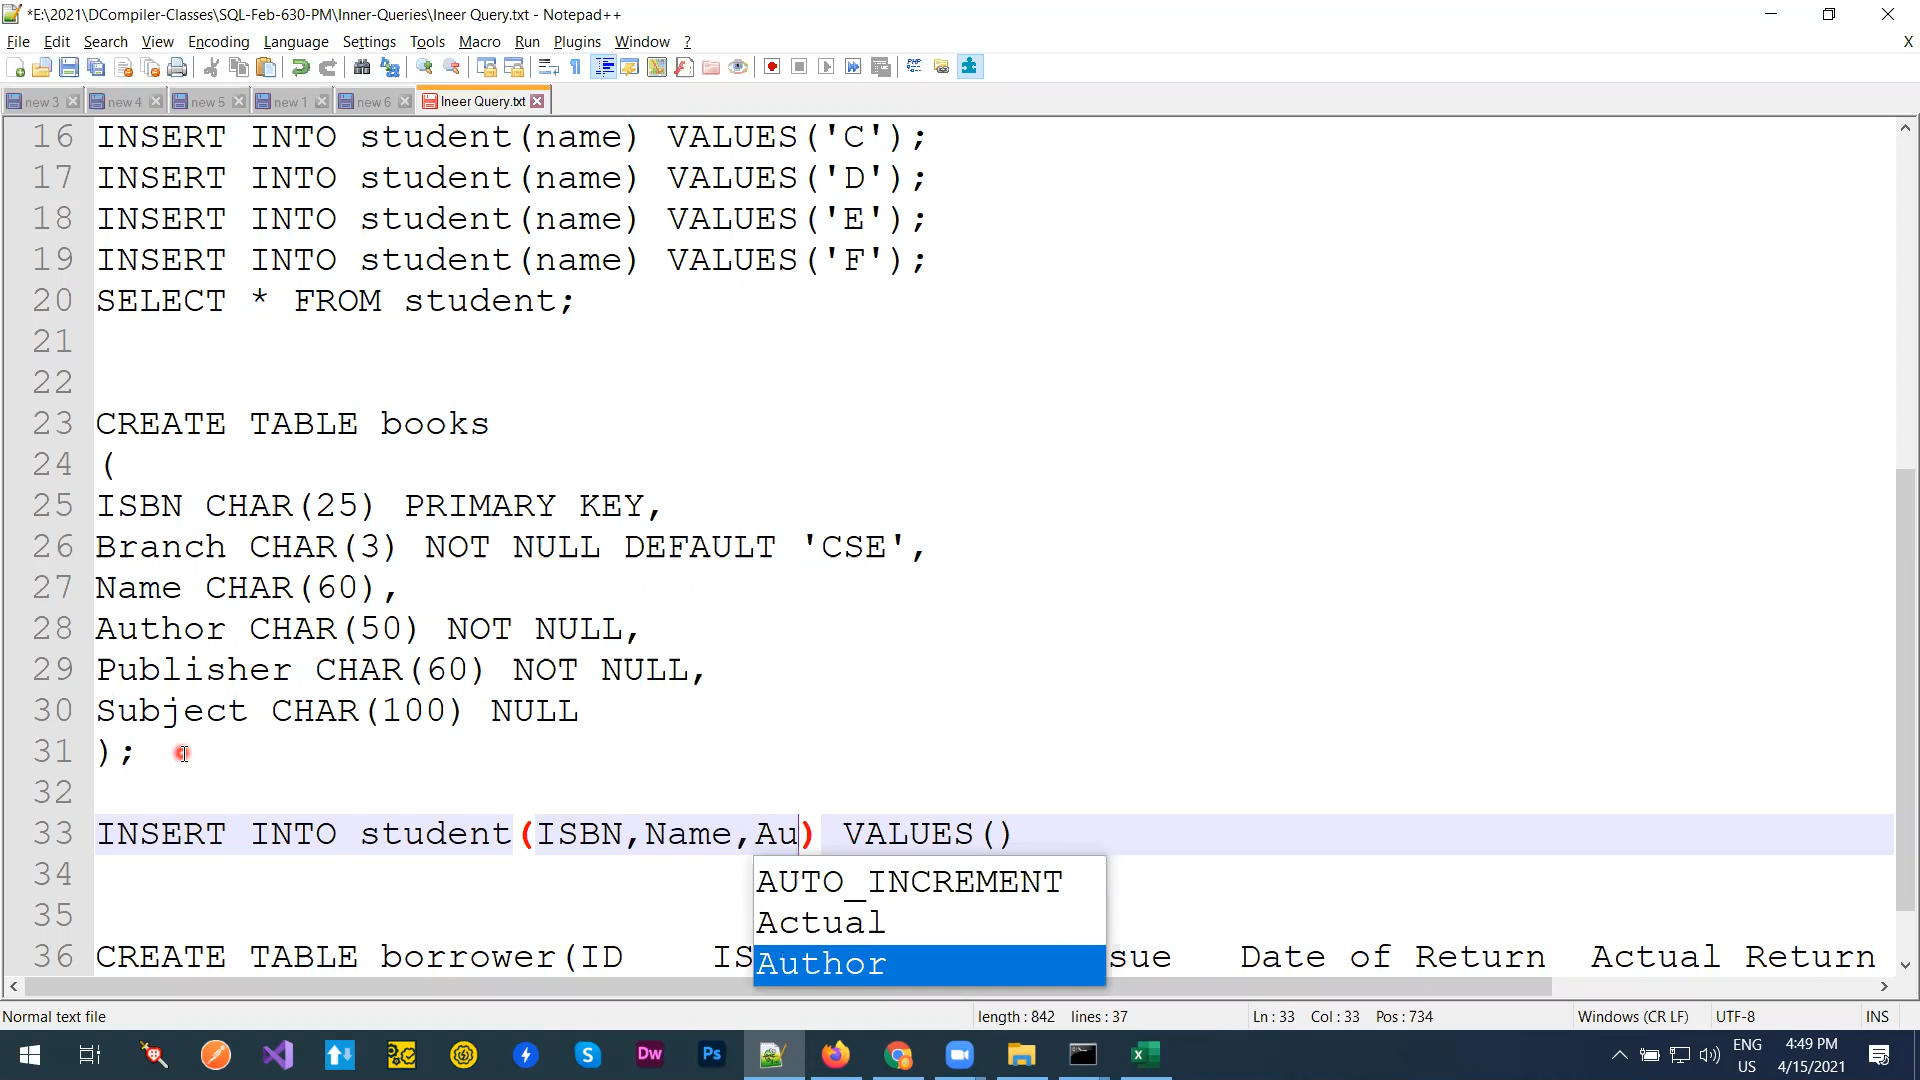 *E:\2021\DCompiler-Classes\SQL-Feb-630-PM\Inner-Queries\Ineer Query.txt - Notepad++
File Edit Search View Encoding Language Settings Tools Macro Run Plugins Window ? X
new 3 new 4 new 5 new 1 new 6 Ineer Query.txt
16 INSERT INTO student(name) VALUES('C');
17 INSERT INTO student(name) VALUES('D');
18 INSERT INTO student(name) VALUES('E');
19 INSERT INTO student(name) VALUES('F');
20 SELECT * FROM student;
21
22
23 CREATE TABLE books
24 (
25 ISBN CHAR(25) PRIMARY KEY,
26 Branch CHAR(3) NOT NULL DEFAULT 'CSE',
27 Name CHAR(60),
28 Author CHAR(50) NOT NULL,
29 Publisher CHAR(60) NOT NULL,
30 Subject CHAR(100) NULL
31 );
32
33 INSERT INTO student(ISBN,Name,Au) VALUES()
34
AUTO_INCREMENT
35
Actual
Author
36 CREATE TABLE borrower(ID IS sue Date of Return Actual Return
Normal text file length : 842 lines : 37 Ln : 33 Col : 33 Pos : 734 Windows (CR LF) UTF-8 INS
Dw Ps S ENG US 4:49 PM 4/15/2021